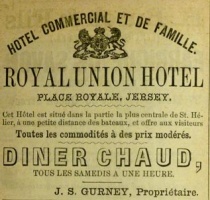 HOTEL COMMERCIAL ET DE FAMILLE.
ROYAL UNION HOTEL
PLACE ROYALE, JERSEY.
Cet Hôtel est situé dans la partie la plus centrale de St. Hé-
lier, à une petite distance des bateaux, et offre aux visiteurs
Toutes les commodités à des prix modérés.
DINER CHAUD,
TOUS LES SAMEDIS A UNE HEURE.
J. S. GURNEY, Propriétaire.